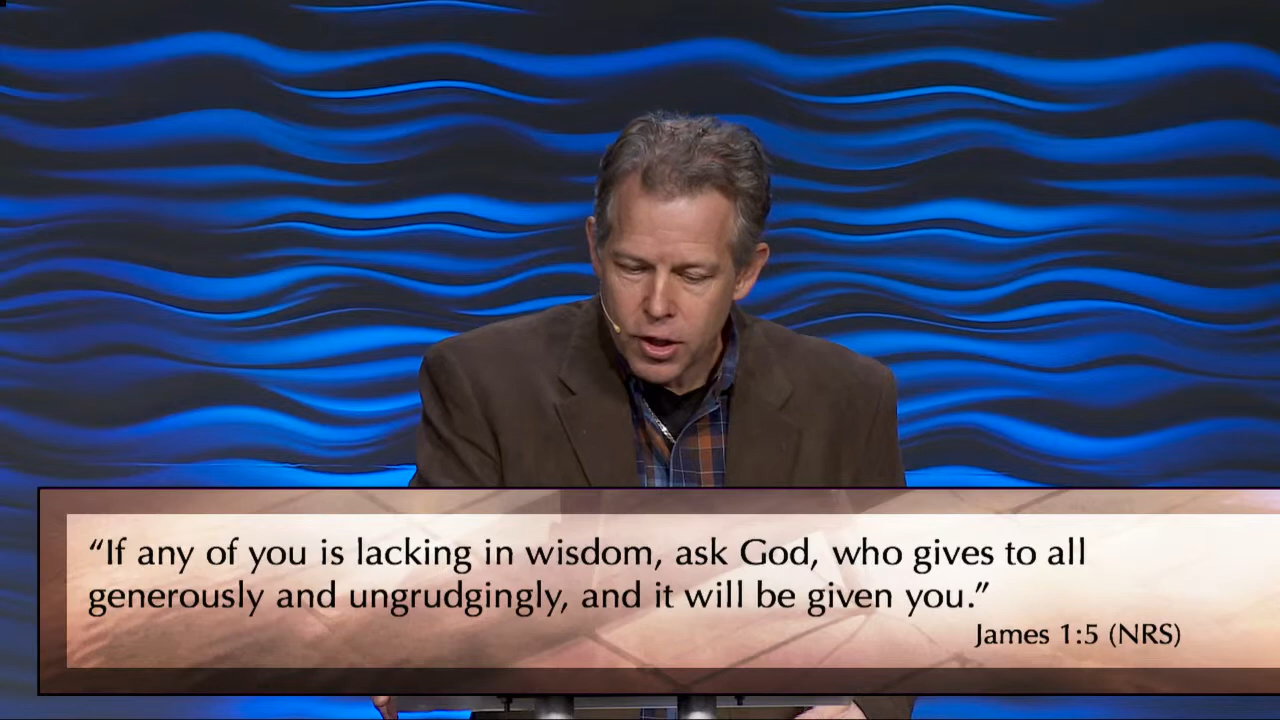 “If any of you is lacking in wisdom, ask God, who gives to all
generously and ungrudgingly, and it will be given you.”
James 1:5 (NRS)